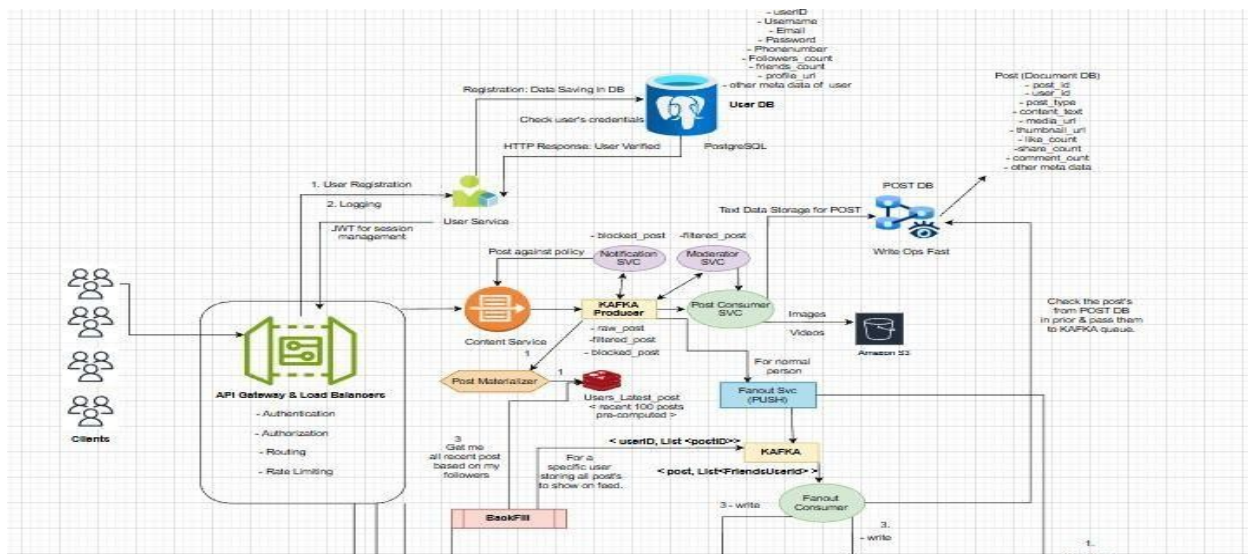 - userID
- Username
- Email
- Password
- Phonenumber
- Followers_count
- friends_count
- profile_url
- other meta data of user
Registration: Data Saving in DB
User DB
Check user's credentials
HTTP Response: User Verified
PostgreSQL
Post (Document DB)
- post_id
- user_id
- post_type
- content_text
- media_url
- thumbnail_url
- like_count
-share_count
- comment_ount
- other meta data
1. User Registration
2. Logging
User Service
JWT for session
management
POST DB
Text Data Storage for POST
Write Ops Fast
- blocked_post
-filtered_post
Post against policy
Notification
SVC
Moderator
SVC
Content Service
KAFKA
Producer
- raw_post
-filtered_post
- blocked_post
Post Consumer
SVC
Images
Videos
Amazon S3
Check the post's
from POST DB
in prior & pass them
to KAFKA queue.
1
Post Materializer
1
Users_Latest_post
< recent 100 posts
pre-computed >
For normal
person
Fanout Svc
(PUSH)
API Gateway & Load Balancers
- Authentication
- Authorization
- Routing
- Rate Limiting
Clients
3
Get me
all recent post
based on my
followers
For a
specific user
storing all post's
to show on feed.
< userID, List <postID>>
KAFKA
< post, List<FriendsUserId> >
BackFill
Fanout
Consumer
3 - write
3.
- write
1.